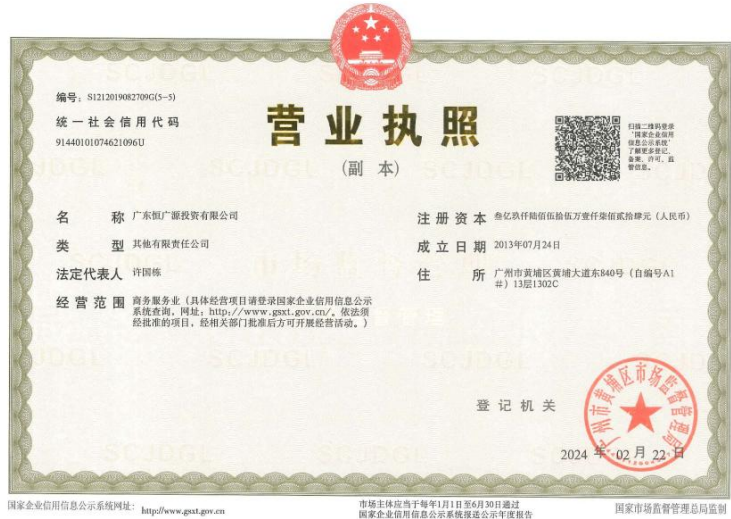 编号: S1212019082709G(5-5)
统一社会信用代码
91440101074621096U
营业执照
(副 本)
扫描二维码登录
‘国家企业信用
信息公示系统’
了解更多登记、
备案、许可、监
管信息。
名 称 广东恒广源投资有限公司
类 型 其他有限责任公司
法定代表人 许国栋
经营范围 商务服务业(具体经营项目请登录国家企业信用信息公示
系统查询,网址: http://www.gsxt.gov.cn/。依法须
经批准的项目,经相关部门批准后方可开展经营活动。)
注册资本 叁亿玖仟陆佰伍拾伍万壹仟柒佰贰拾肆元(人民币)
成立日期 2013年07月24日
住 所 广州市黄埔区黄埔大道东840号(自编号A1
#)13层1302C
登记机关
广州市黄埔区市场监督管理局
2024 年 02 月 22 日
国家企业信用信息公示系统网址: http://www.gsxt.gov.cn
市场主体应当于每年1月1日至6月30日通过
国家企业信用信息公示系统报送公示年度报告
国家市场监督管理总局监制